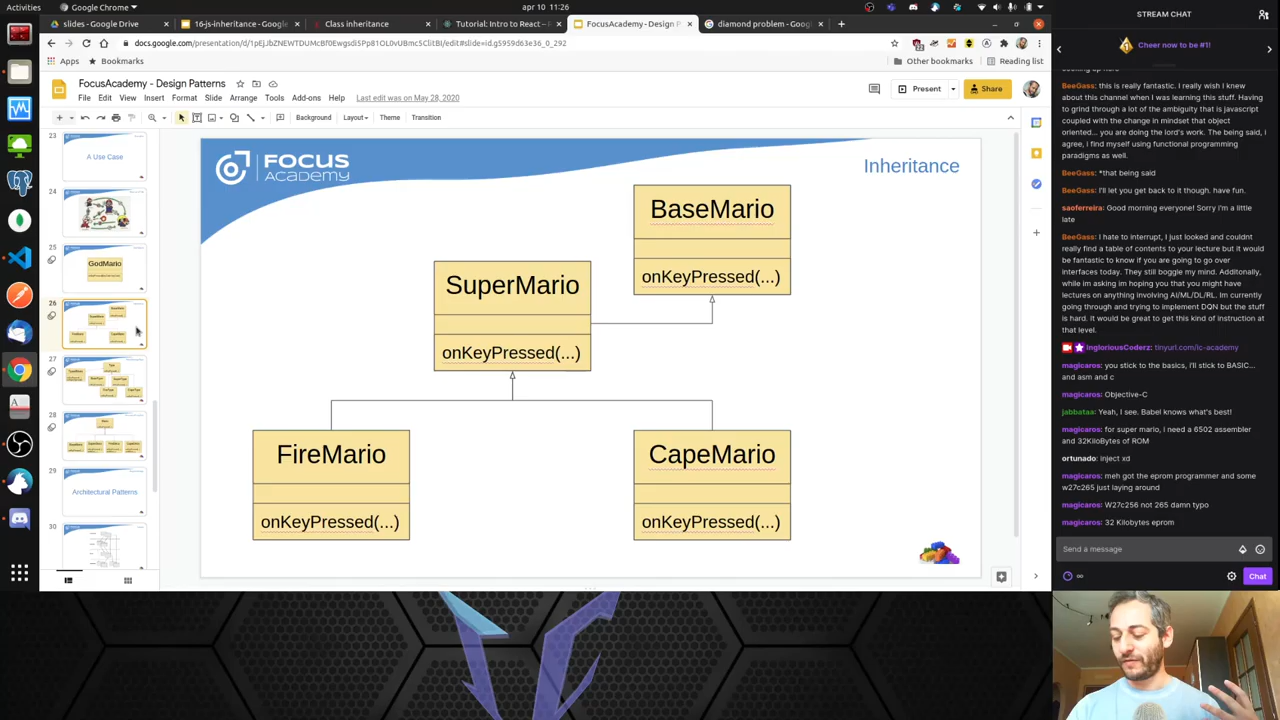 Activities
Google Chrome
apr 10 11:26
slides - Google Drive
16-js-inheritance - Google
Class inheritance
Tutorial: Intro to React –
FocusAcademy - Design P
diamond problem - Goog
docs.google.com/presentation/d/1pEJ
Apps
Bookmarks
Other bookmarks
Reading list
FocusAcademy - Design Patterns
File Edit View Insert Format Slide Arrange Tools Add-ons Help
Last edit was on May 28, 2020
Present
Share
Background
Layout
Theme
Transition
23
A Use Case
24
25
GodMario
26
27
28
29
Architectural Patterns
30
FOCUS
ACADEMY
Inheritance
BaseMario
onKeyPressed(...)
SuperMario
onKeyPressed(...)
FireMario
onKeyPressed(...)
CapeMario
onKeyPressed(...)
STREAM CHAT
Cheer now to be #1!
BeeGass: this is really fantastic. I really wish I knew
about this channel when I was learning this stuff. Having
to grind through a lot of the ambiguity that is javascript
coupled with the change in mindset that object
oriented... you are doing the lord's work. The being said, I
agree, i find myself using functional programming
paradigms as well.
BeeGass: *that being said
BeeGass: I'll let you get back to it though. have fun.
saoferreira: Good morning everyone! Sorry i'm a little
late
BeeGass: I hate to interrupt, I just looked and couldnt
really find a table of contents to your lecture but it would
be fantastic to know if you are going to go over
interfaces today. They still boggle my mind. Additonally,
while im asking im hoping you that you might have
lectures on anything involving AI/ML/DL/RL. Im currently
going through and trying to implement DQN but the stuff
is hard. it would be great to get this kind of instruction at
that level.
IngloriousCoderz: tinyurl.com/ic-academy
magicaros: you stick to the basics, i'll stick to BASIC...
and asm and c
magicaros: Objective-C
jabbataa: Yeah, I see. Babel knows what's best!
magicaros: for super mario, i need a 6502 assembler
and 32KiloBytes of ROM
ortunado: inject xd
magicaros: meh got the eprom programmer and some
w27c265 just laying around
magicaros: W27c256 not 265 damn typo
magicaros: 32 Kilobytes eprom
Send a message
Chat